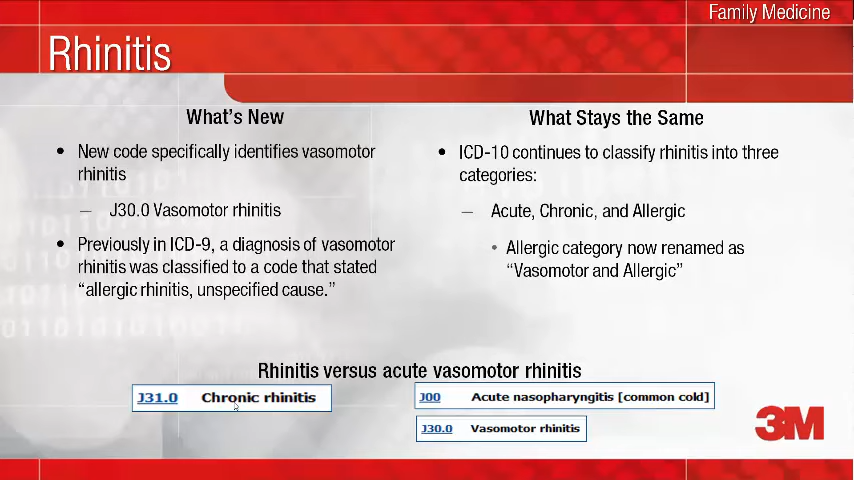 Family Medicine
Rhinitis
What's New
• New code specifically identifies vasomotor
rhinitis
– J30.0 Vasomotor rhinitis
• Previously in ICD-9, a diagnosis of vasomotor
rhinitis was classified to a code that stated
“allergic rhinitis, unspecified cause.”
What Stays the Same
• ICD-10 continues to classify rhinitis into three
categories:
– Acute, Chronic, and Allergic
• Allergic category now renamed as
“Vasomotor and Allergic”
Rhinitis versus acute vasomotor rhinitis
J31.0 Chronic rhinitis
J00 Acute nasopharyngitis [common cold]
J30.0 Vasomotor rhinitis
3M